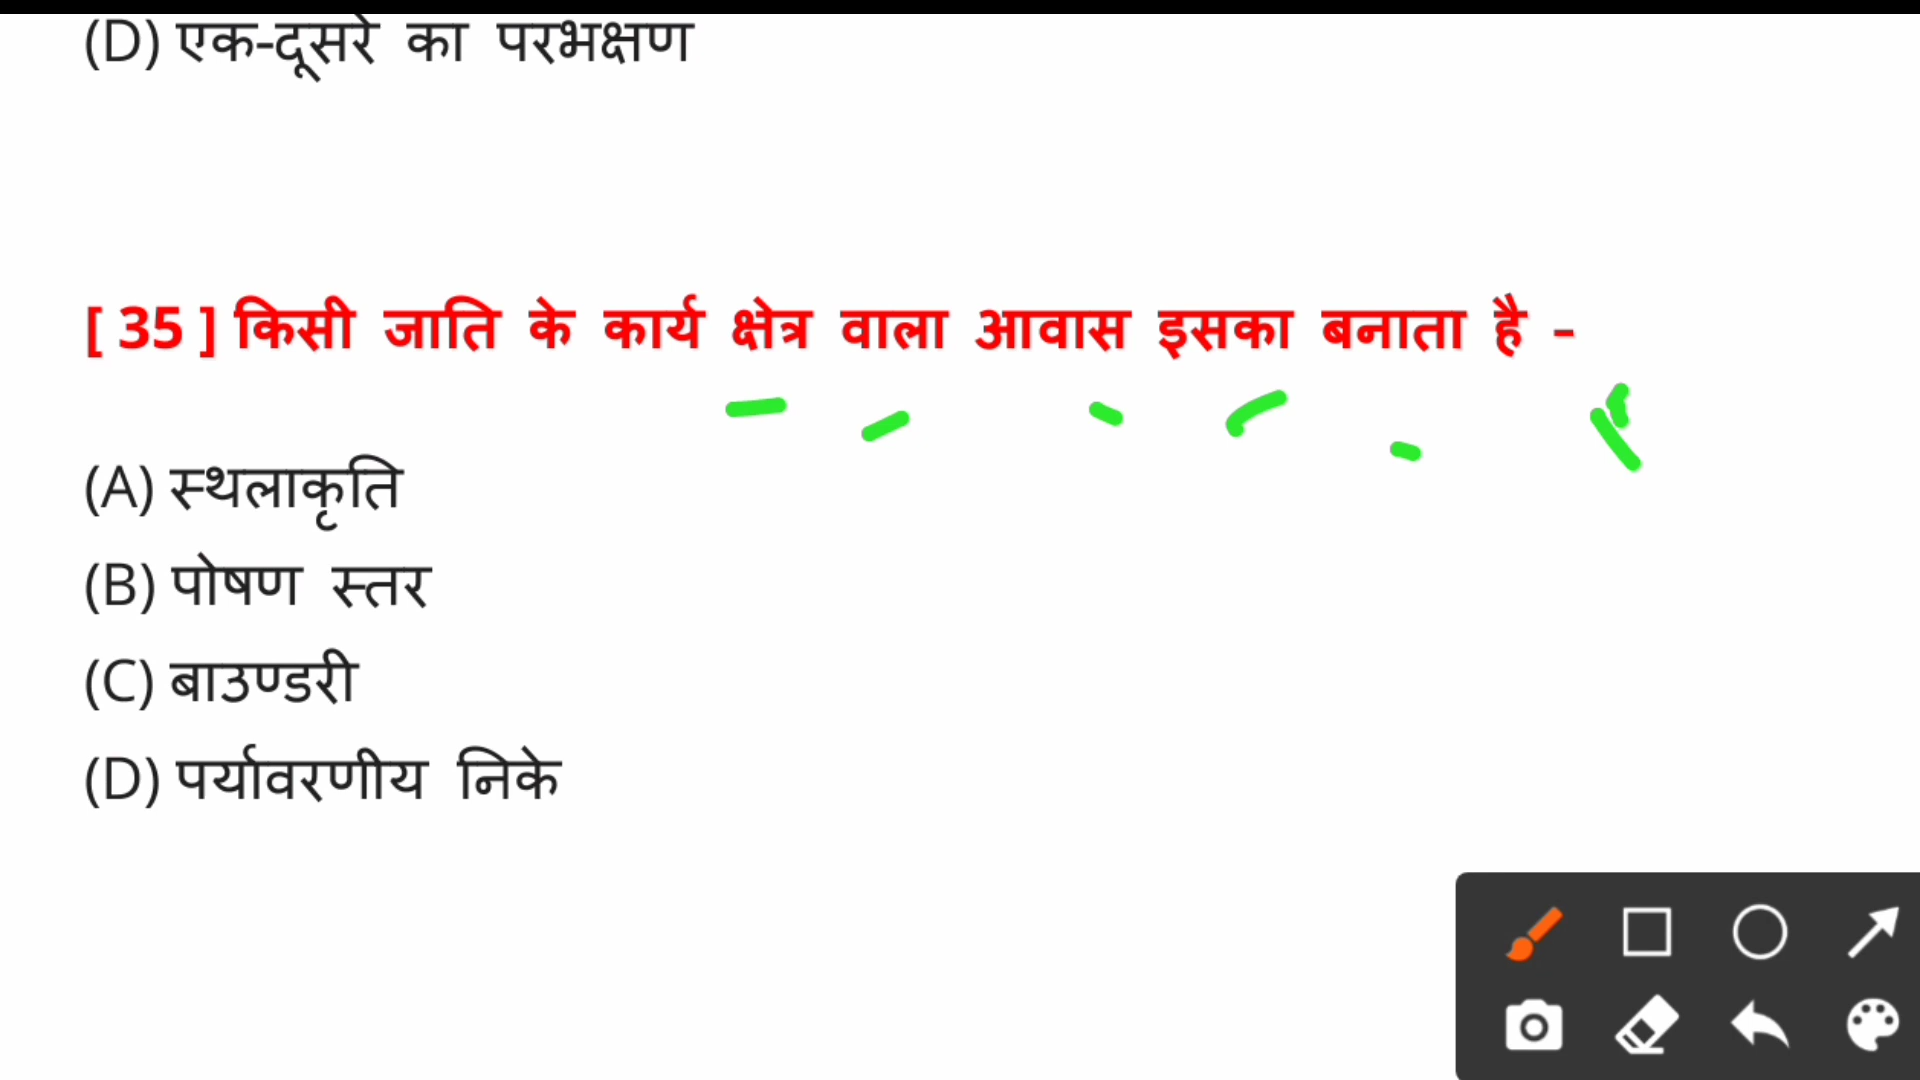 (D) एक-दूसरे का परभक्षण
[ 35 ] किसी जाति के कार्य क्षेत्र वाला आवास इसका बनाता है -
(A) स्थलाकृति
(B) पोषण स्तर
(C) बाउण्डरी
(D) पर्यावरणीय निके